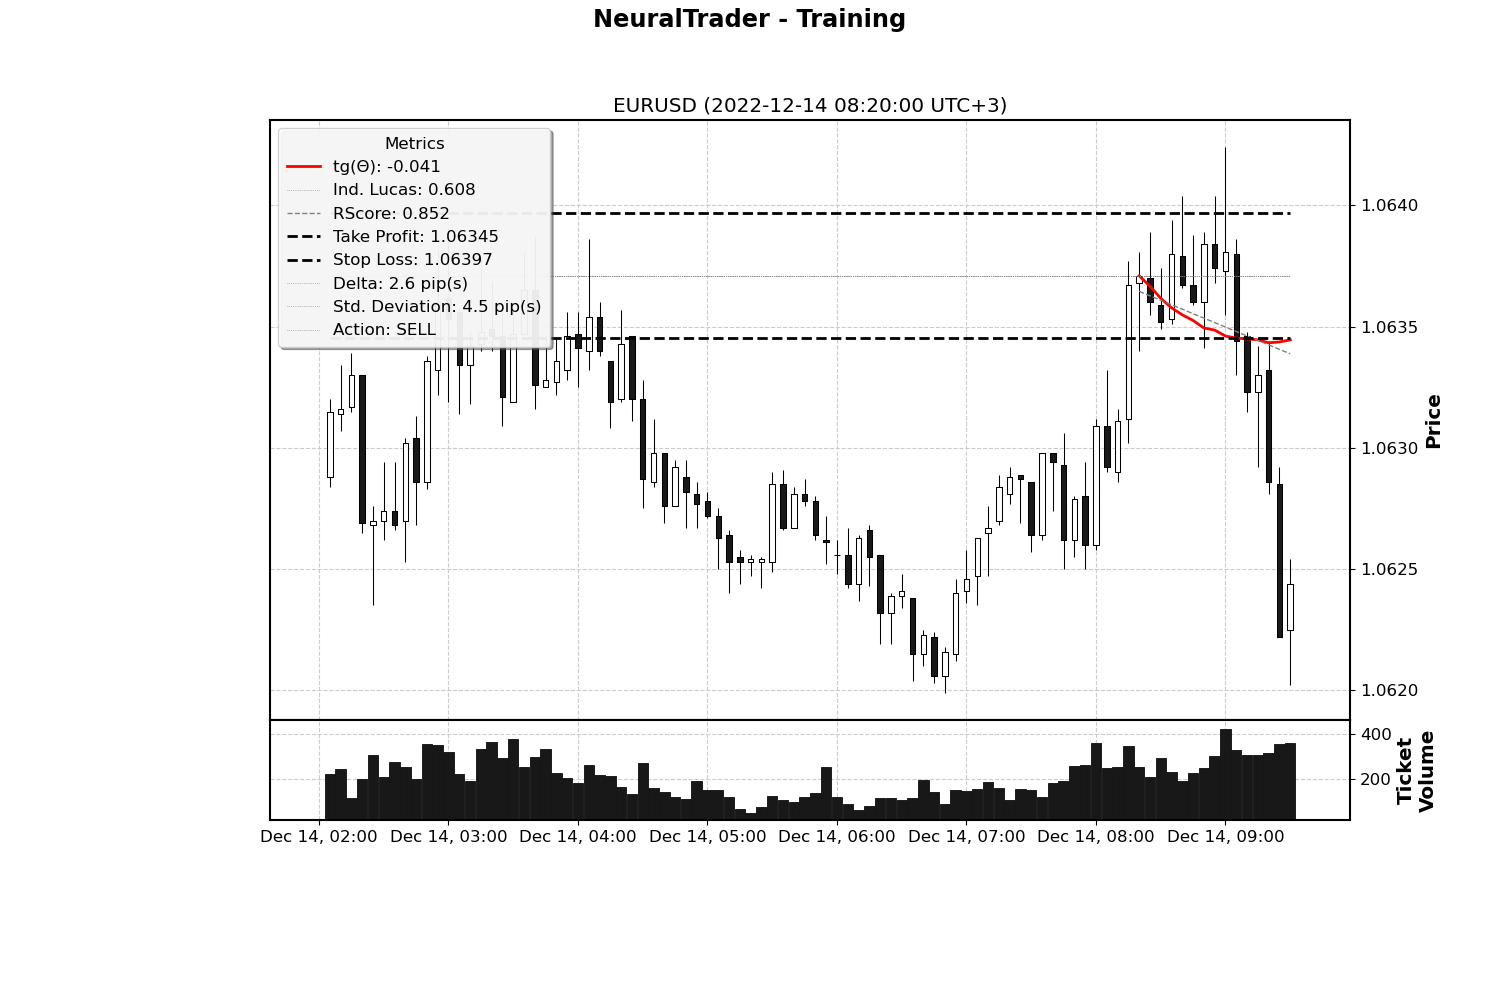 NeuralTrader - Training
EURUSD (2022-12-14 08:20:00 UTC+3)
Metrics
tg(Θ): -0.041
Ind. Lucas: 0.608
RScore: 0.852
Take Profit: 1.06345
Stop Loss: 1.06397
Delta: 2.6 pip(s)
Std. Deviation: 4.5 pip(s)
Action: SELL
1.0640
1.0635
1.0630
1.0625
1.0620
Price
400
200
Ticket
Volume
Dec 14, 02:00
Dec 14, 03:00
Dec 14, 04:00
Dec 14, 05:00
Dec 14, 06:00
Dec 14, 07:00
Dec 14, 08:00
Dec 14, 09:00